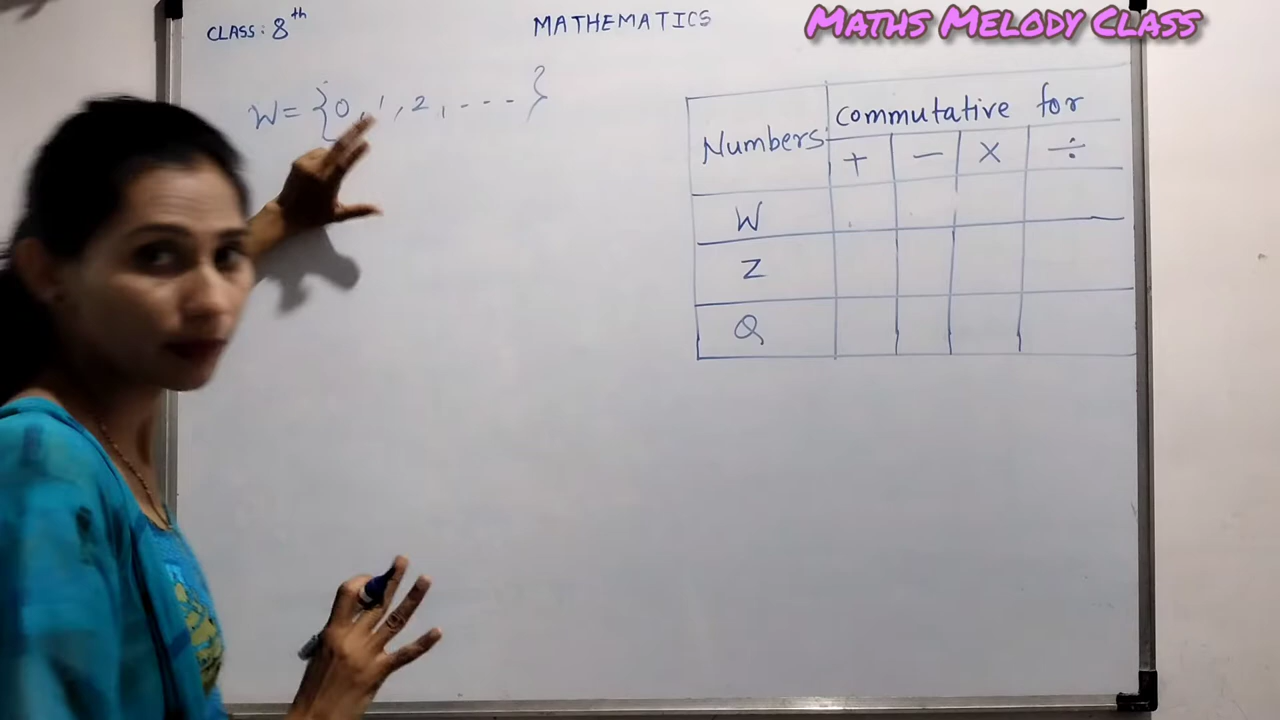 CLASS: 8th
MATHEMATICS
Maths Melody Class
W = {0, 1, 2, - - - }
Numbers
Commutative for
+ − × ÷
W
Z
Q